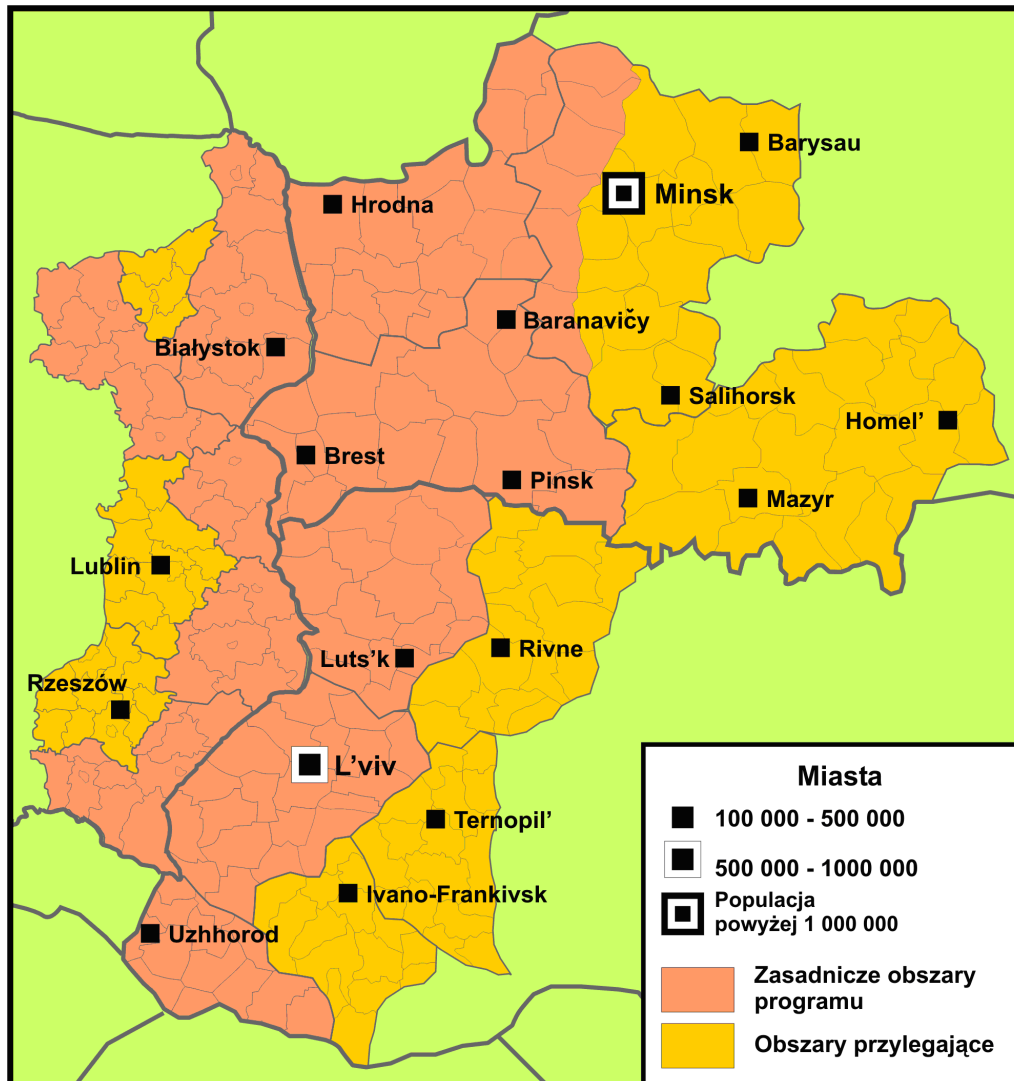 Barysau
Minsk
Hrodna
Baranavičy
Białystok
Salihorsk
Homel’
Brest
Pinsk
Mazyr
Lublin
Rivne
Luts’k
Rzeszów
L’viv
Ternopil’
Ivano-Frankivsk
Uzhhorod
Miasta
100 000 - 500 000
500 000 - 1000 000
Populacja
powyżej 1 000 000
Zasadnicze obszary
programu
Obszary przylegające